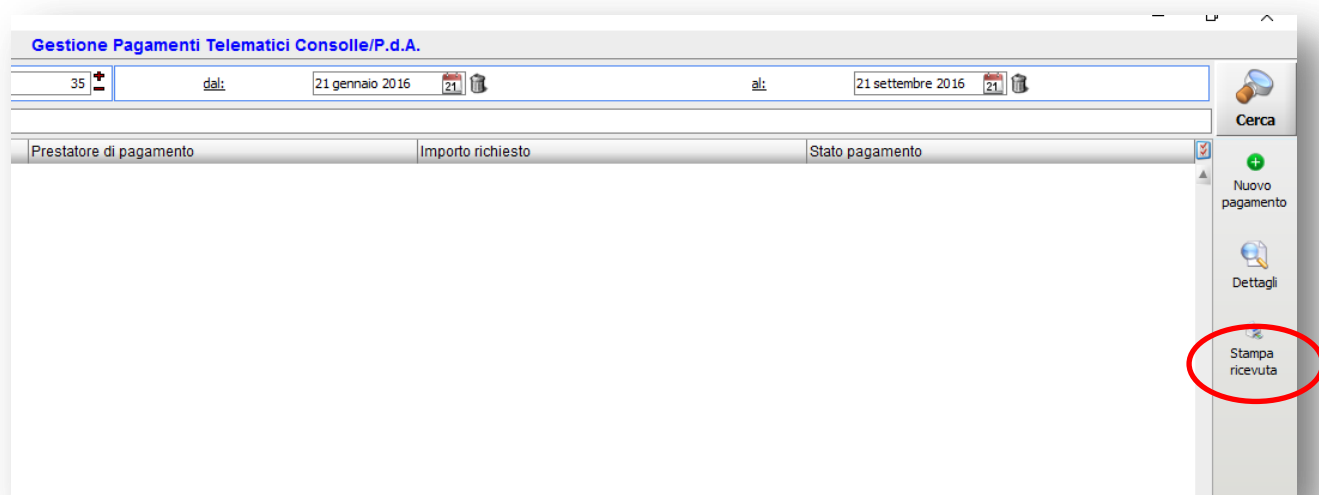 Gestione Pagamenti Telematici Consolle/P.d.A.
35 dal: 21 gennaio 2016 21 al: 21 settembre 2016 21
Cerca
Prestatore di pagamento Importo richiesto Stato pagamento
Nuovo
pagamento
Dettagli
Stampa
ricevuta